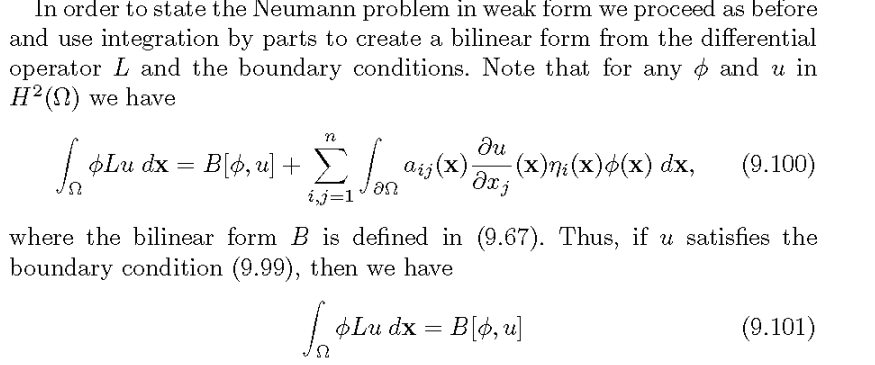 In order to state the Neumann problem in weak form we proceed as before
and use integration by parts to create a bilinear form from the differential
operator L and the boundary conditions. Note that for any ϕ and u in
H²(Ω) we have
∫_Ω ϕLu dx = B[ϕ, u] + ∑_{i,j=1}^{n} ∫_{∂Ω} a_{ij}(x) ∂u/∂x_j (x)η_i(x)ϕ(x) dx, (9.100)
where the bilinear form B is defined in (9.67). Thus, if u satisfies the
boundary condition (9.99), then we have
∫_Ω ϕLu dx = B[ϕ, u] (9.101)